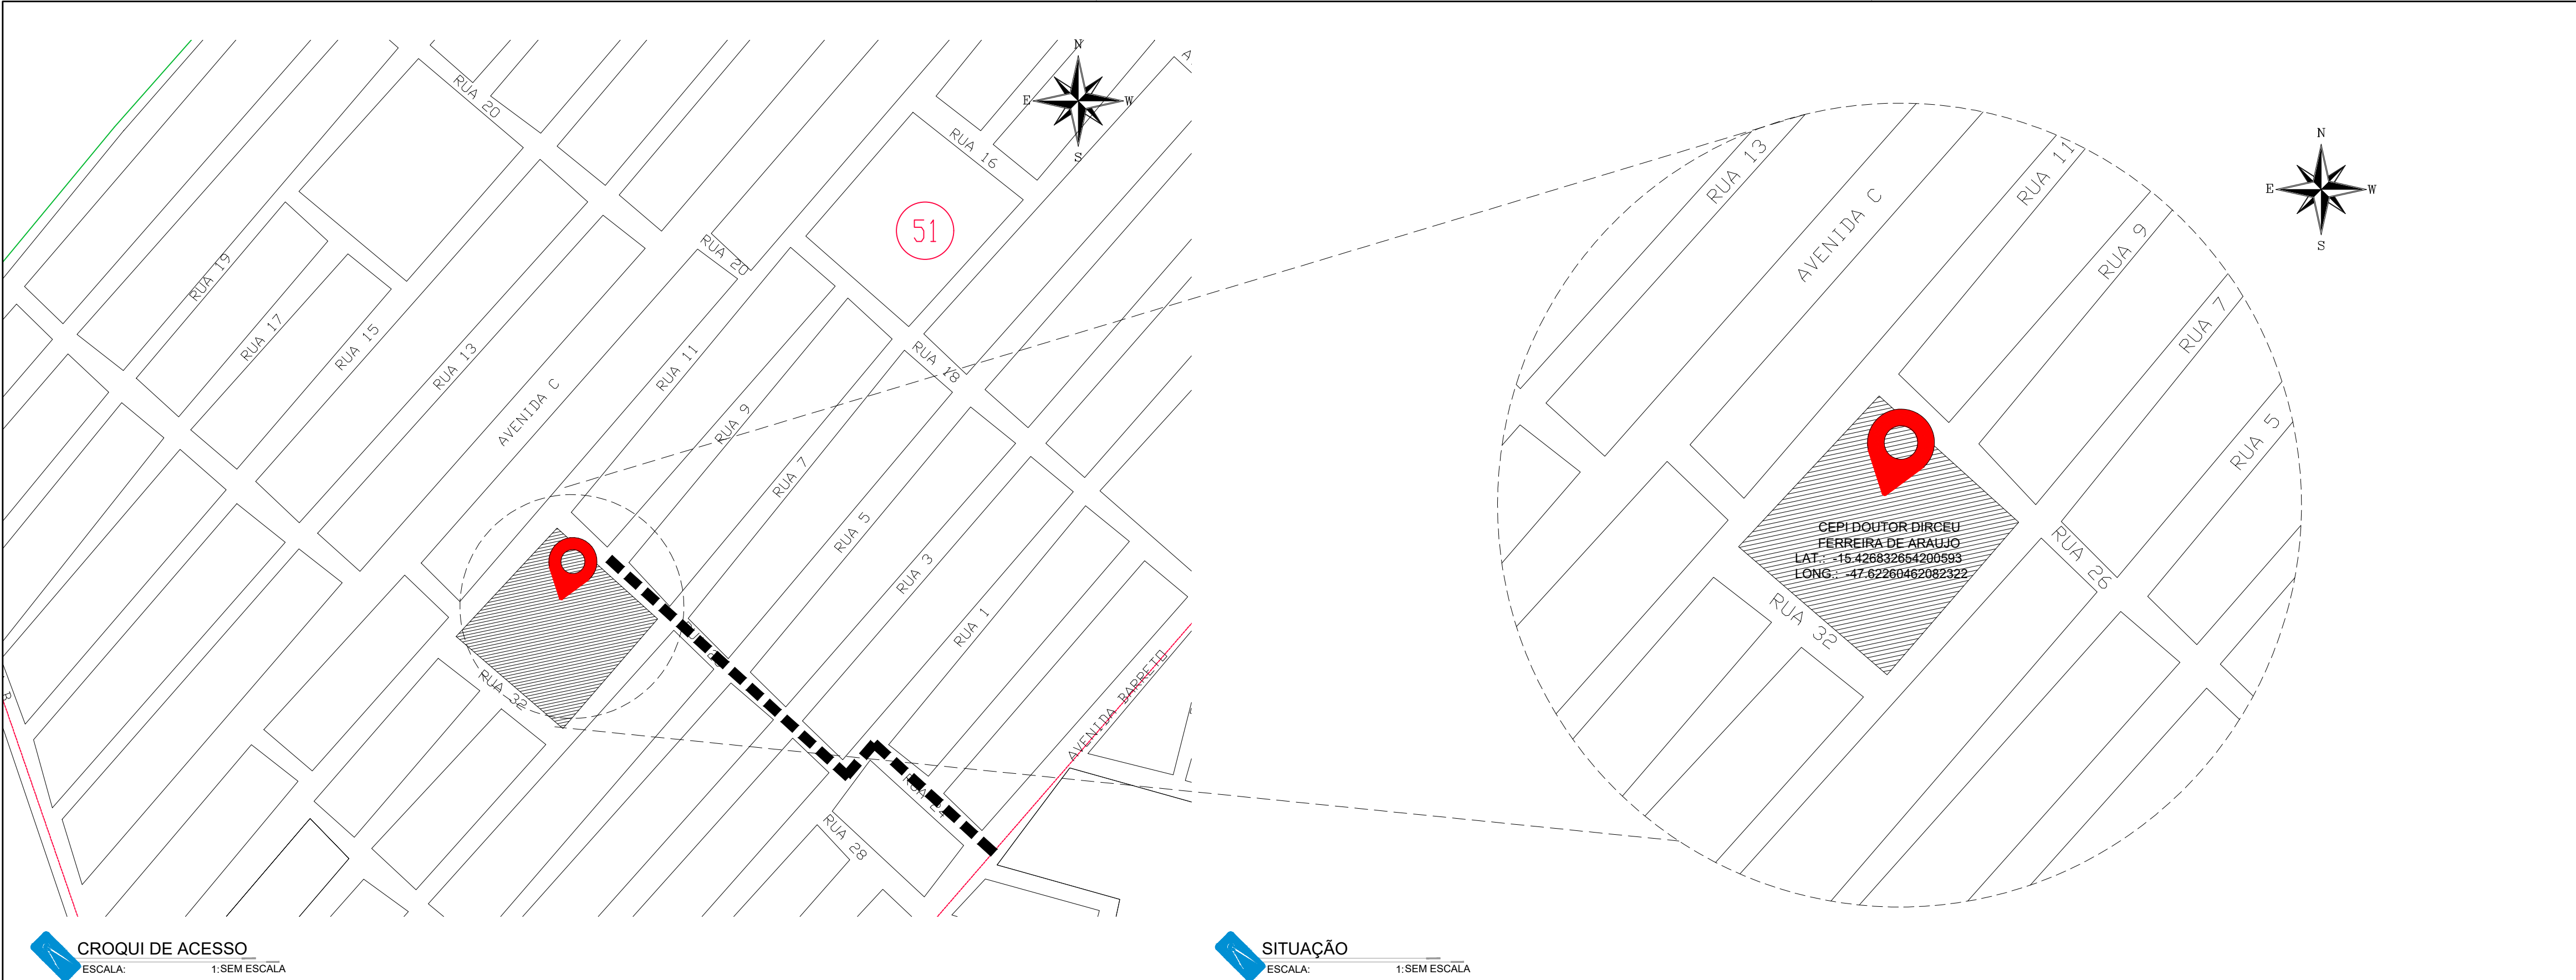 N
E
W
S
RUA 20
RUA 16
51
RUA 20
RUA 19
RUA 17
RUA 15
RUA 13
AVENIDA C
RUA 11
RUA 18
RUA 9
RUA 7
RUA 5
RUA 3
RUA 1
AVENIDA BARRETO
RUA 32
RUA 24
RUA 28
CROQUI DE ACESSO
ESCALA: 1:SEM ESCALA
N
E
W
S
RUA 13
AVENIDA C
RUA 11
RUA 9
RUA 7
RUA 5
CEPI DOUTOR DIRCEU
FERREIRA DE ARAUJO
LAT.: -15.426832654200593
LONG.: -47.62260462082322
RUA 26
RUA 32
SITUAÇÃO
ESCALA: 1:SEM ESCALA